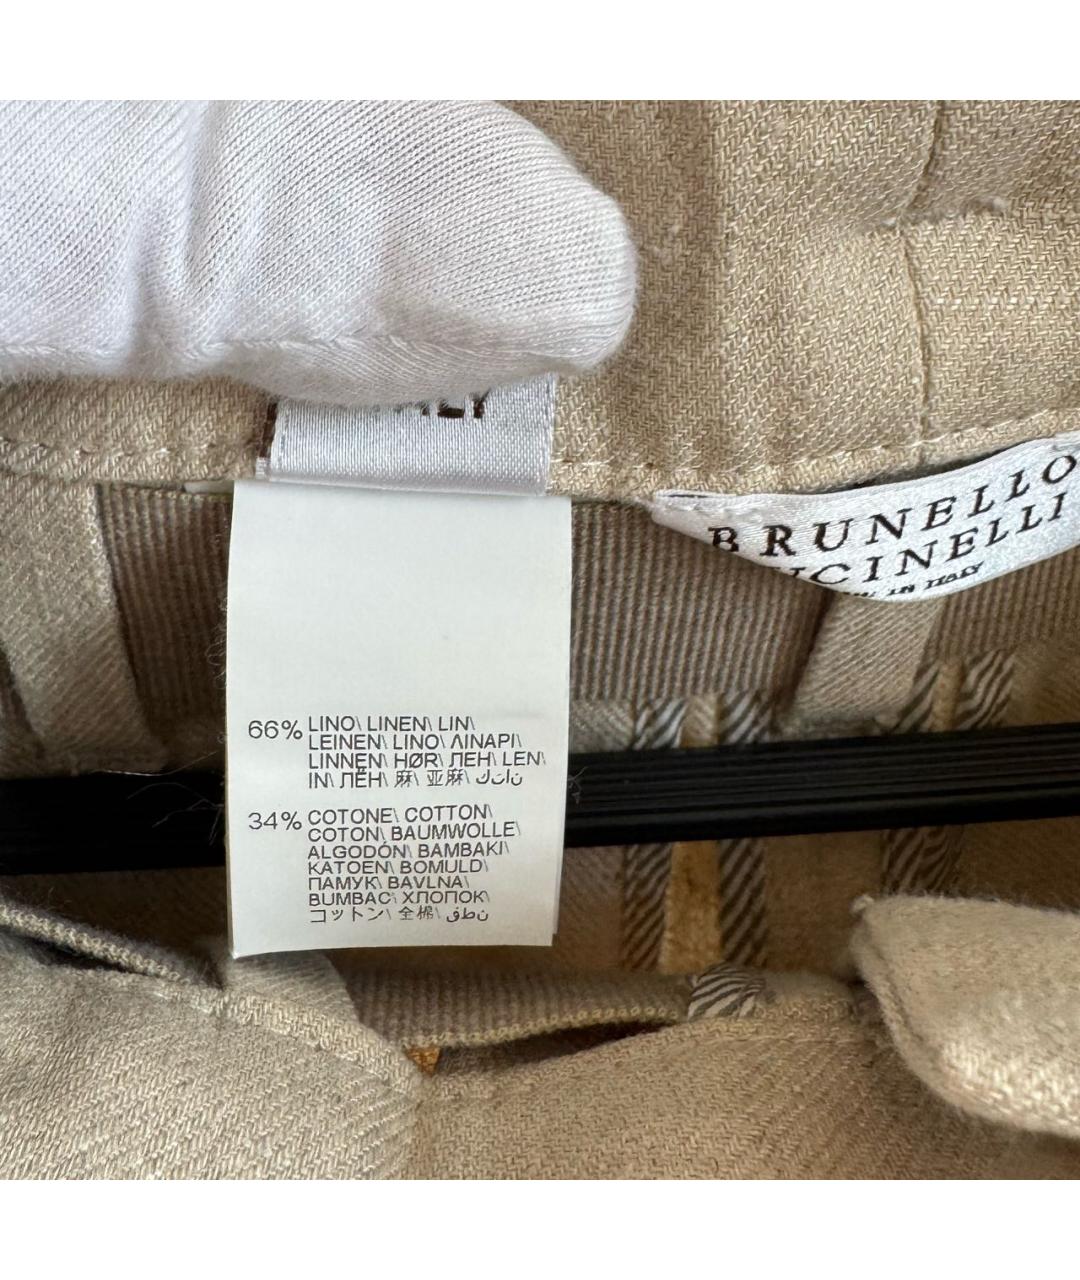 BRUNELLO
CINELLI
IN ITALY
66% LINO\ LINEN\ LIN\
LEINEN\ LINO\ ΛΙΝΑΡΙ\
LINNEN\ HØR\ ЛЕН\ LEN\
IN\ ЛЁН\ 麻\ 亚麻\ كتان
34% COTONE\ COTTON\
COTON\ BAUMWOLLE\
ALGODÓN\ BAMBAKI\
KATOEN\ BOMULD\
ПАМУК\ BAVLNA\
BUMBAC\ ХЛОПОК\
コットン\ 全棉\ قطن